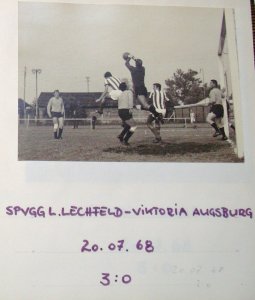 SPVGG L. LECHFELD - VIKTORIA AUGSBURG
20.07.68
3:0